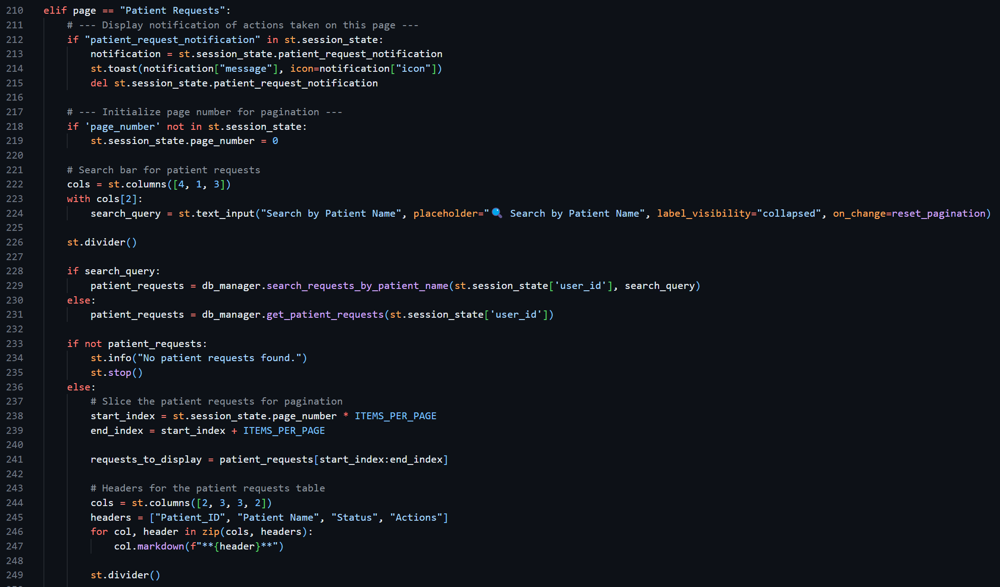 210 elif page == "Patient Requests":
211     # --- Display notification of actions taken on this page ---
212     if "patient_request_notification" in st.session_state:
213         notification = st.session_state.patient_request_notification
214         st.toast(notification["message"], icon=notification["icon"])
215         del st.session_state.patient_request_notification
216
217     # --- Initialize page number for pagination ---
218     if 'page_number' not in st.session_state:
219         st.session_state.page_number = 0
220
221     # Search bar for patient requests
222     cols = st.columns([4, 1, 3])
223     with cols[2]:
224         search_query = st.text_input("Search by Patient Name", placeholder="🔍 Search by Patient Name", label_visibility="collapsed", on_change=reset_pagination)
225
226     st.divider()
227
228     if search_query:
229         patient_requests = db_manager.search_requests_by_patient_name(st.session_state['user_id'], search_query)
230     else:
231         patient_requests = db_manager.get_patient_requests(st.session_state['user_id'])
232
233     if not patient_requests:
234         st.info("No patient requests found.")
235         st.stop()
236     else:
237         # Slice the patient requests for pagination
238         start_index = st.session_state.page_number * ITEMS_PER_PAGE
239         end_index = start_index + ITEMS_PER_PAGE
240
241         requests_to_display = patient_requests[start_index:end_index]
242
243         # Headers for the patient requests table
244         cols = st.columns([2, 3, 3, 2])
245         headers = ["Patient_ID", "Patient Name", "Status", "Actions"]
246         for col, header in zip(cols, headers):
247             col.markdown(f"**{header}**")
248
249         st.divider()